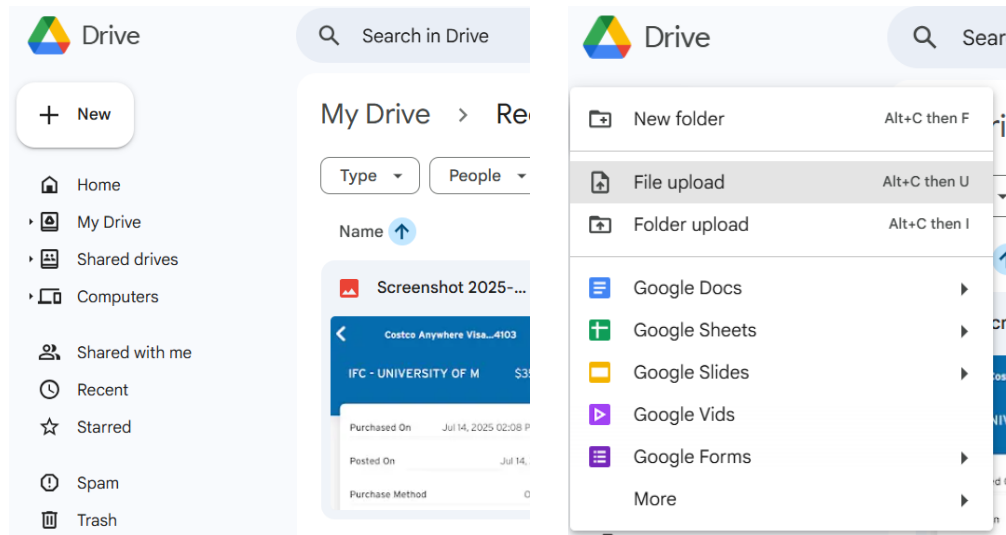 Drive
Search in Drive
New
My Drive > Re
Type
People
Home
My Drive
Shared drives
Computers
Shared with me
Recent
Starred
Spam
Trash
Name
Screenshot 2025-...
Costco Anywhere Visa...4103
IFC - UNIVERSITY OF M $35
Purchased On Jul 14, 2025 02:08 P
Posted On Jul 14,
Purchase Method
Drive
Sear
New folder Alt+C then F
File upload Alt+C then U
Folder upload Alt+C then I
Google Docs
Google Sheets
Google Slides
Google Vids
Google Forms
More